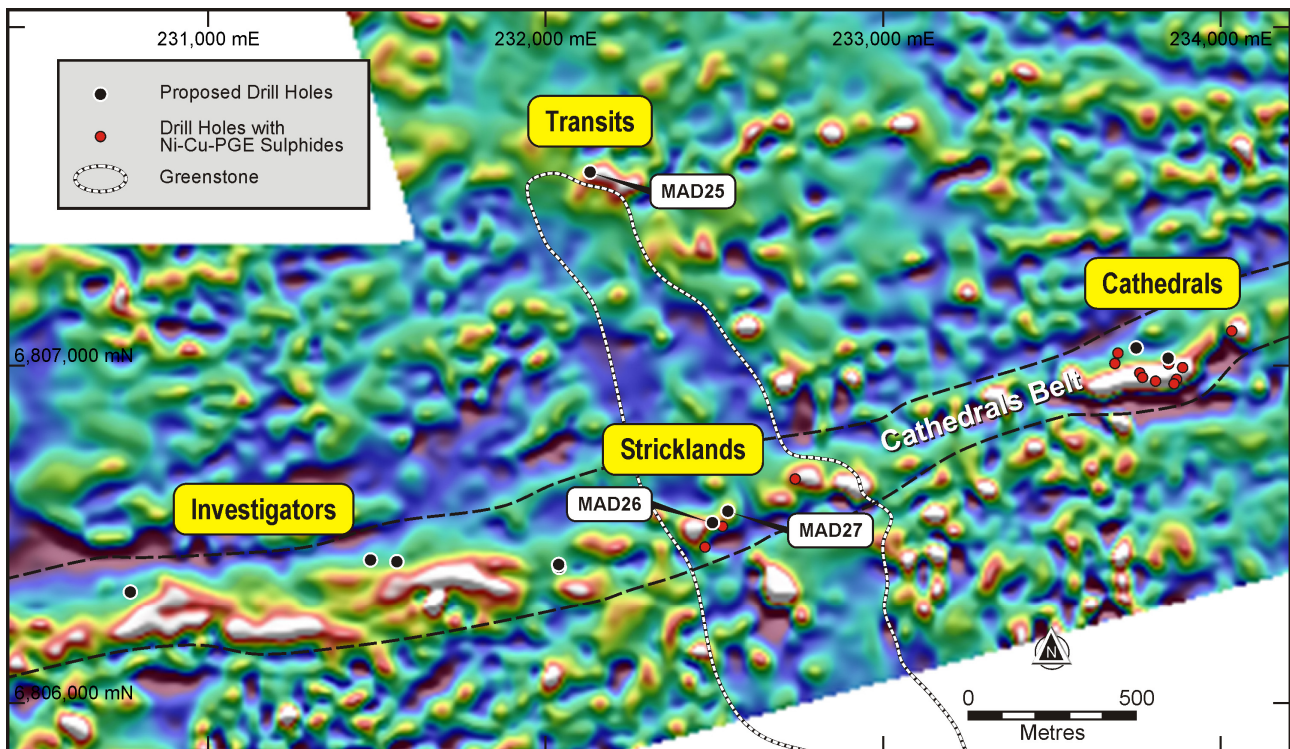 231,000 mE
232,000 mE
233,000 mE
234,000 mE
Proposed Drill Holes
Drill Holes with
Ni-Cu-PGE Sulphides
Greenstone
Transits
MAD25
Cathedrals
6,807,000 mN
Cathedrals Belt
Stricklands
Investigators
MAD26
MAD27
6,806,000 mN
N
0 500
Metres